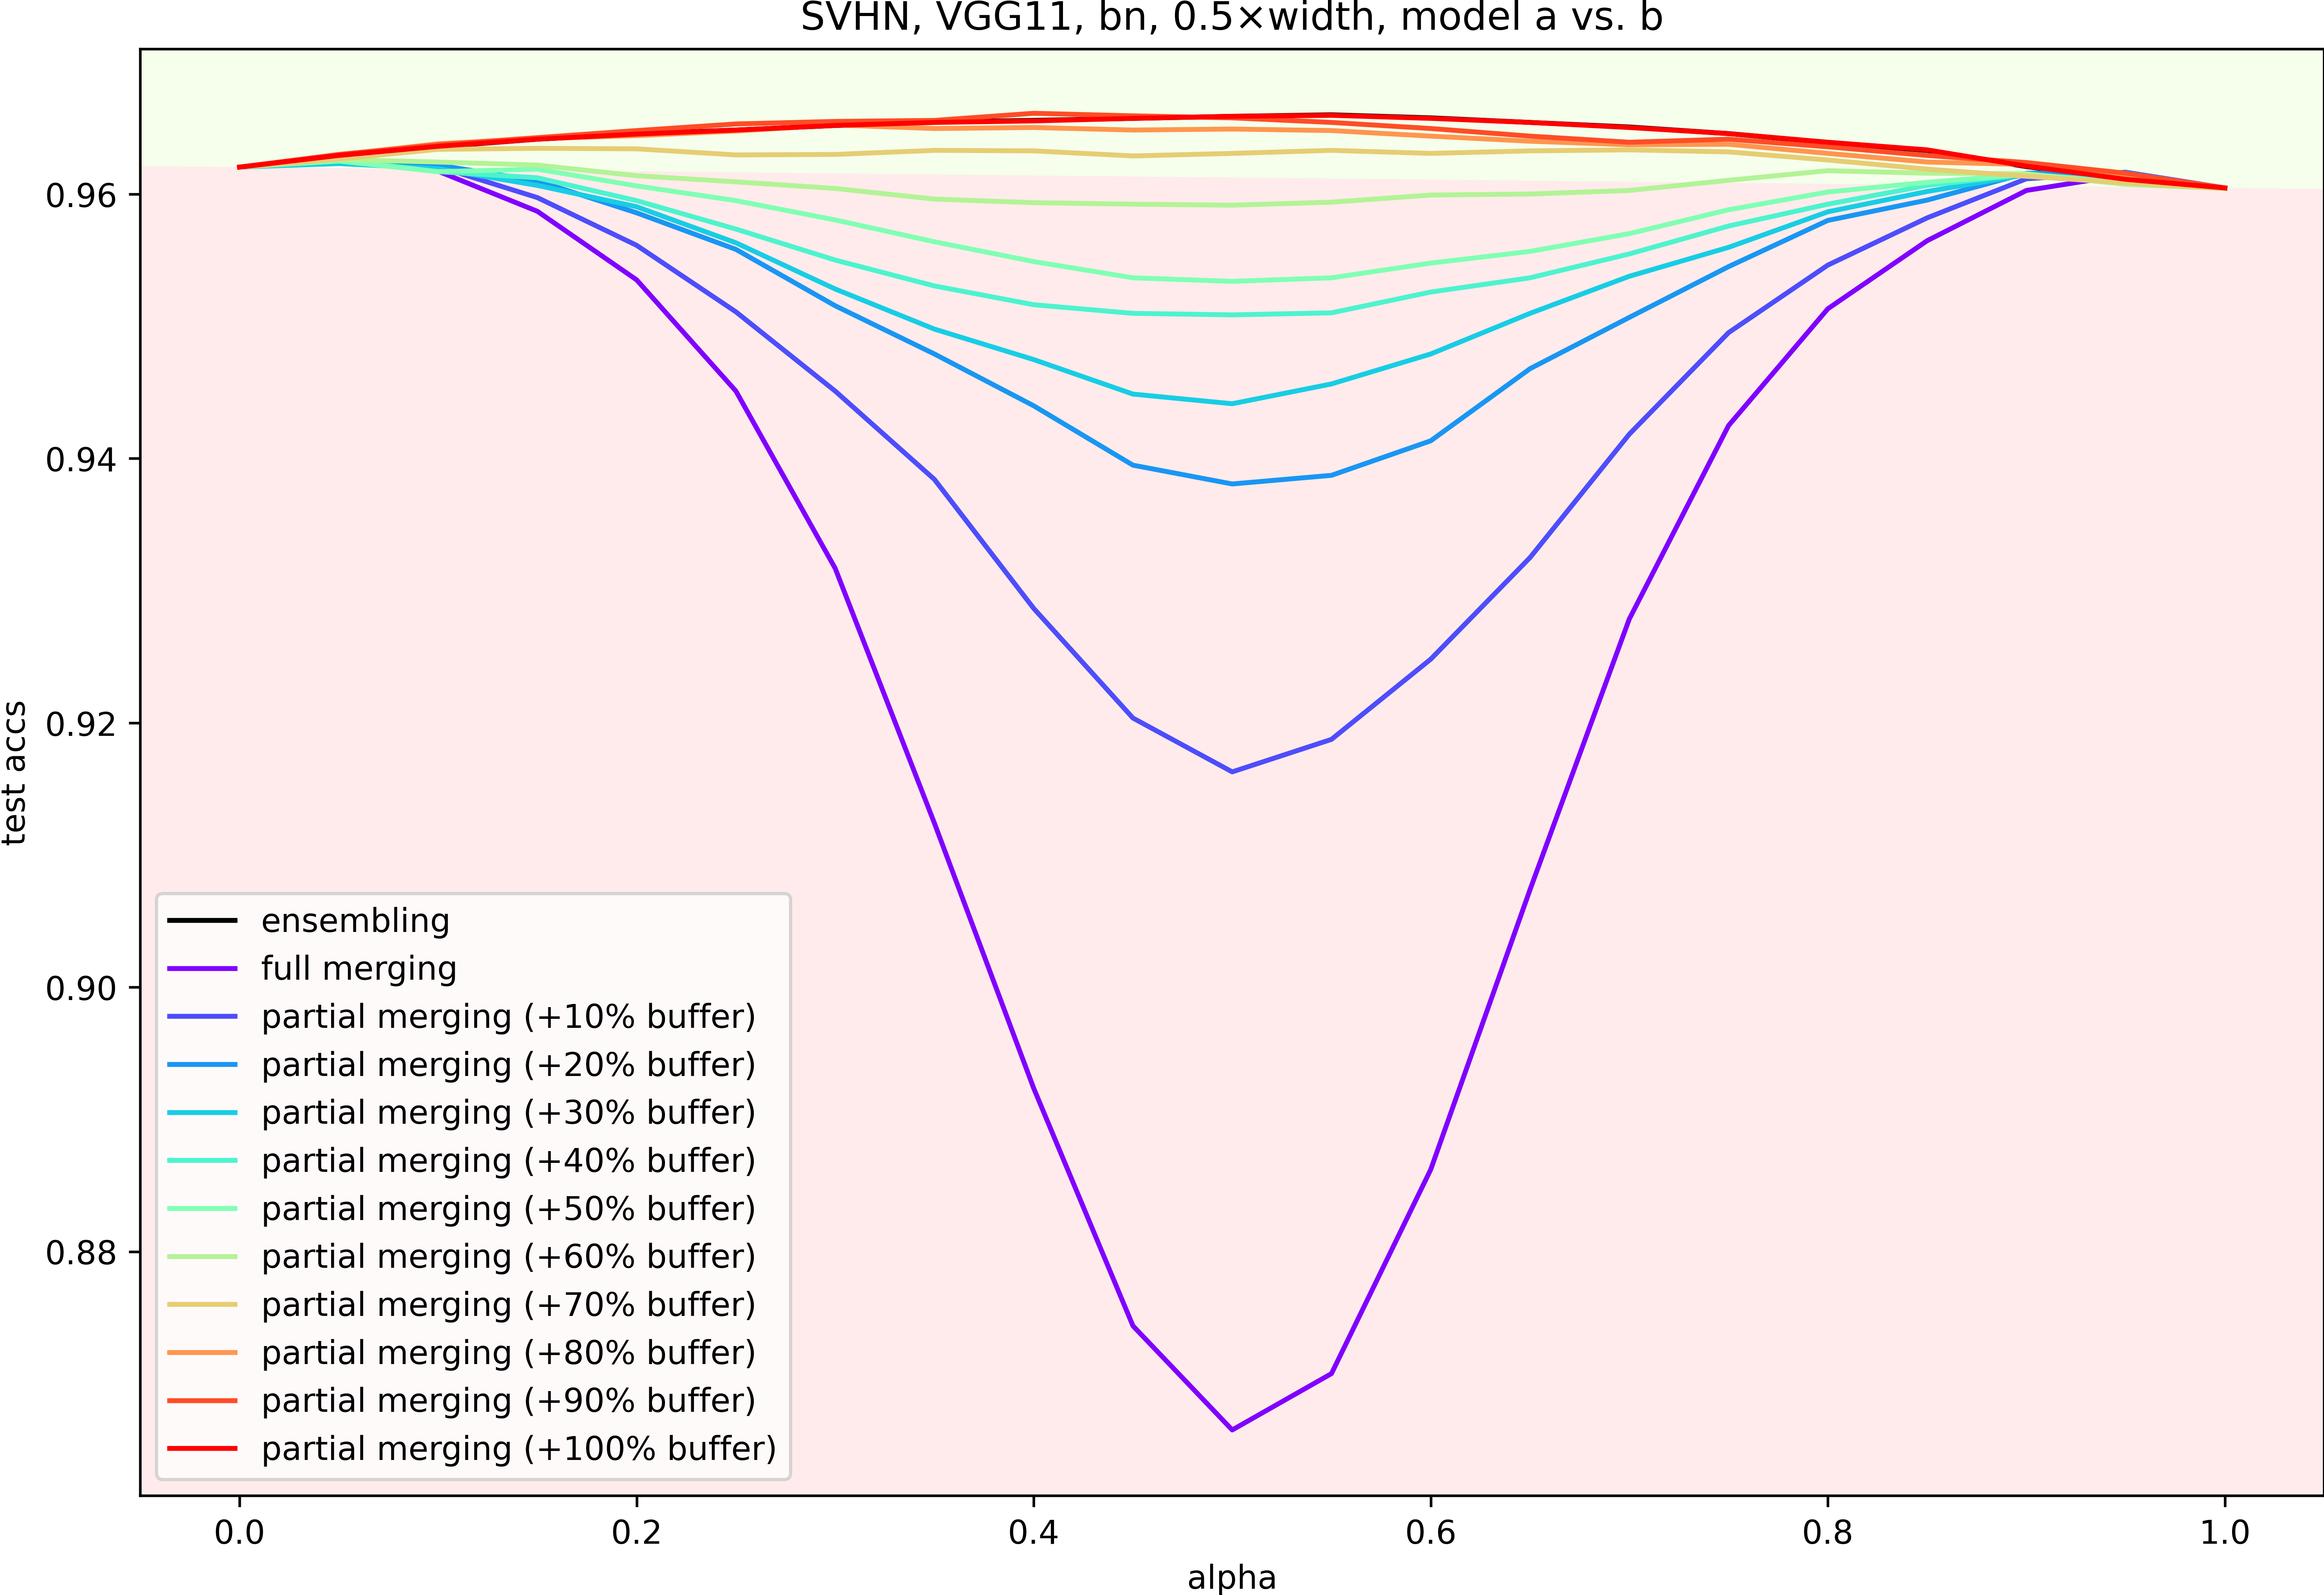 SVHN, VGG11, bn, 0.5×width, model a vs. b
test accs
0.96
0.94
0.92
0.90
0.88
ensembling
full merging
partial merging (+10% buffer)
partial merging (+20% buffer)
partial merging (+30% buffer)
partial merging (+40% buffer)
partial merging (+50% buffer)
partial merging (+60% buffer)
partial merging (+70% buffer)
partial merging (+80% buffer)
partial merging (+90% buffer)
partial merging (+100% buffer)
0.0 0.2 0.4 0.6 0.8 1.0
alpha